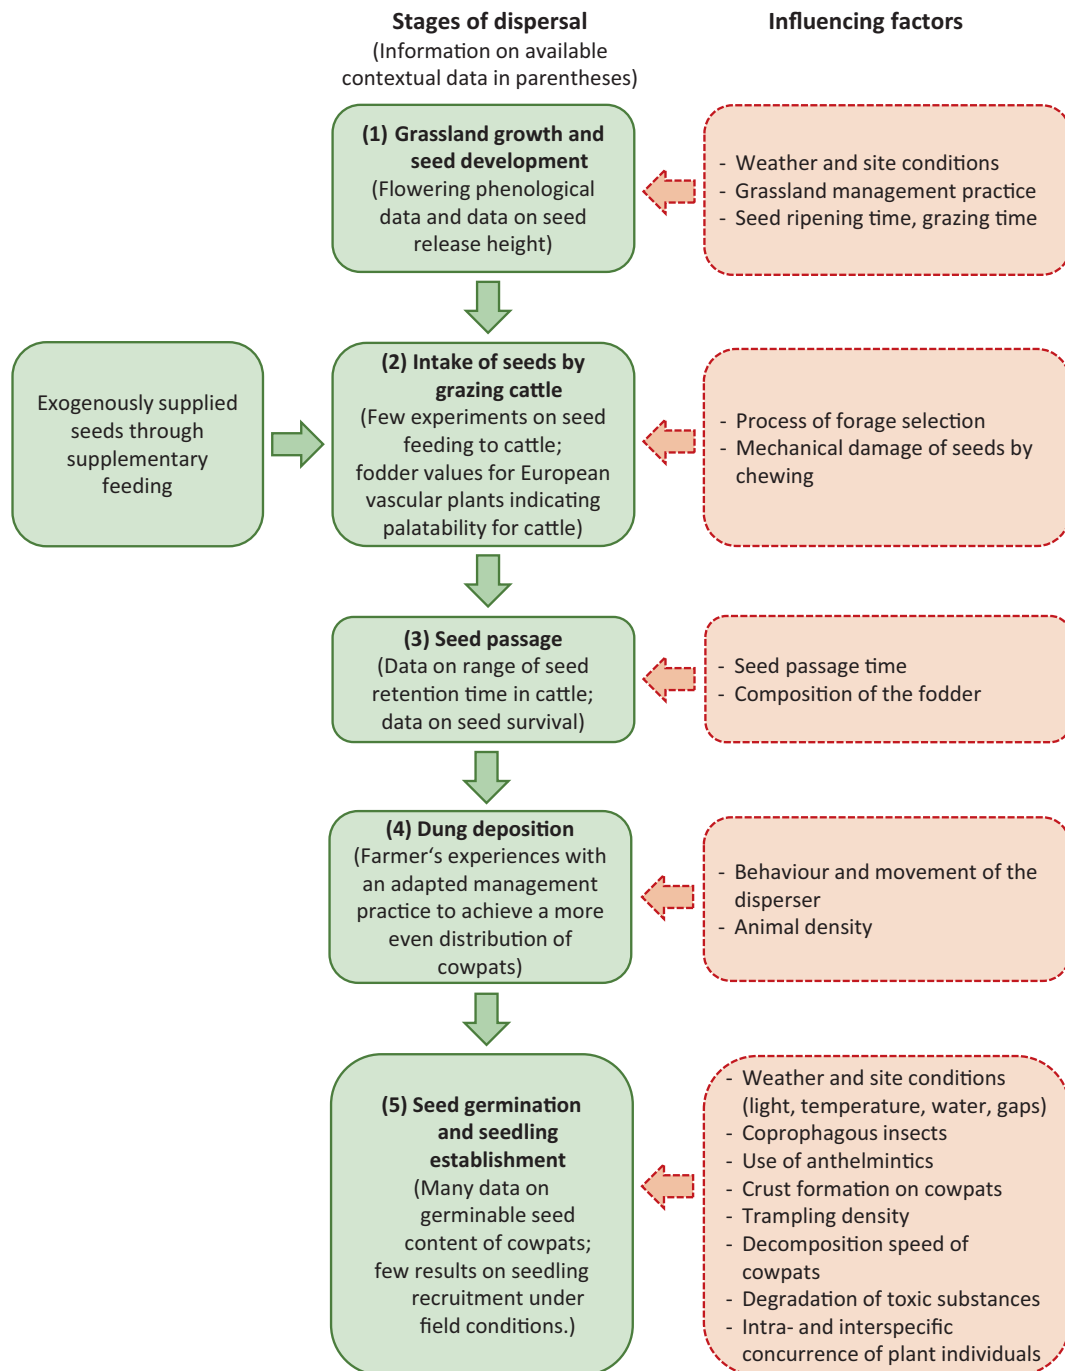 Stages of dispersal
(Information on available
contextual data in parentheses)
Influencing factors
(1) Grassland growth and
seed development
(Flowering phenological
data and data on seed
release height)
- Weather and site conditions
- Grassland management practice
- Seed ripening time, grazing time
Exogenously supplied
seeds through
supplementary
feeding
(2) Intake of seeds by
grazing cattle
(Few experiments on seed
feeding to cattle;
fodder values for European
vascular plants indicating
palatability for cattle)
- Process of forage selection
- Mechanical damage of seeds by
chewing
(3) Seed passage
(Data on range of seed
retention time in cattle;
data on seed survival)
- Seed passage time
- Composition of the fodder
(4) Dung deposition
(Farmer‘s experiences with
an adapted management
practice to achieve a more
even distribution of
cowpats)
- Behaviour and movement of the
disperser
- Animal density
(5) Seed germination
and seedling
establishment
(Many data on
germinable seed
content of cowpats;
few results on seedling
recruitment under
field conditions.)
- Weather and site conditions
(light, temperature, water, gaps)
- Coprophagous insects
- Use of anthelmintics
- Crust formation on cowpats
- Trampling density
- Decomposition speed of
cowpats
- Degradation of toxic substances
- Intra- and interspecific
concurrence of plant individuals